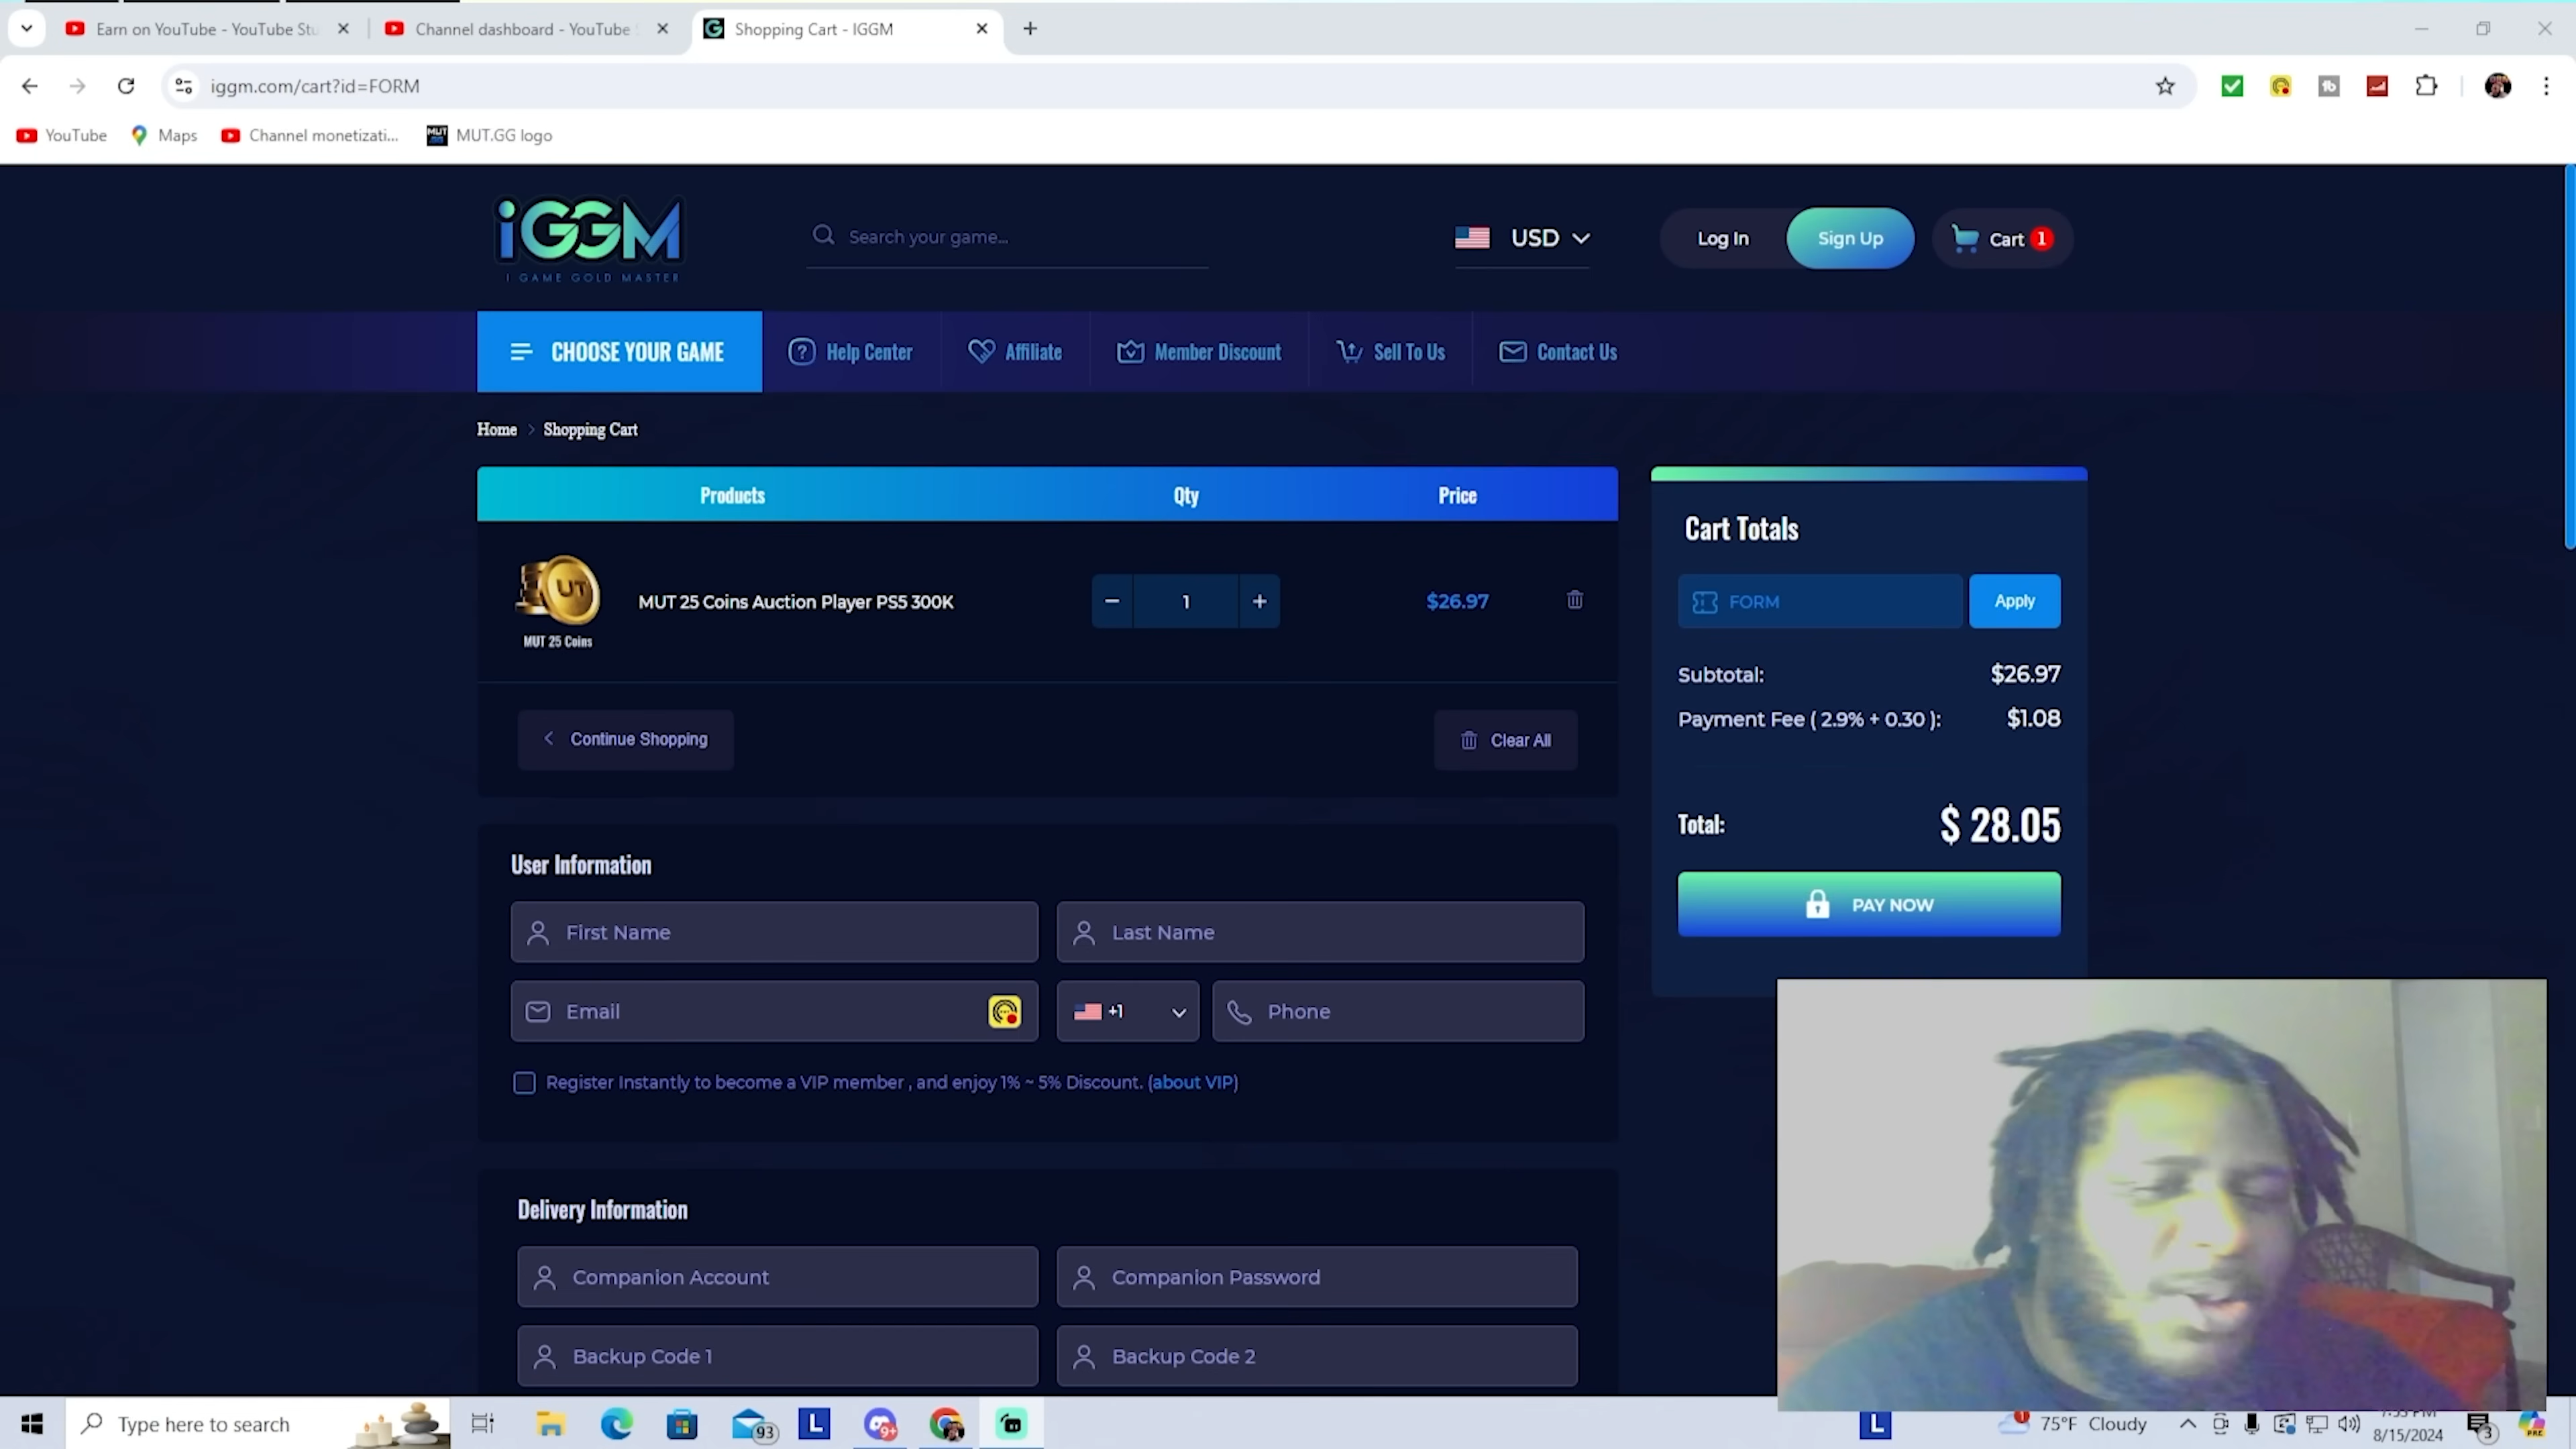 Earn on YouTube - YouTube Stu
Channel dashboard - YouTube S
Shopping Cart - IGGM
iggm.com/cart?id=FORM
YouTube
Maps
Channel monetizati...
MUT.GG logo
iGGM
I GAME GOLD MASTER
Search your game...
USD
Log In
Sign Up
Cart 1
CHOOSE YOUR GAME
Help Center
Affiliate
Member Discount
Sell To Us
Contact Us
Home > Shopping Cart
Products Qty Price
UT
MUT 25 Coins
MUT 25 Coins Auction Player PS5 300K
− 1 +
$26.97
Continue Shopping
Clear All
Cart Totals
FORM Apply
Subtotal: $26.97
Payment Fee ( 2.9% + 0.30 ): $1.08
Total: $ 28.05
PAY NOW
User Information
First Name Last Name
Email +1 Phone
Register Instantly to become a VIP member , and enjoy 1% ~ 5% Discount. (about VIP)
Delivery Information
Companion Account Companion Password
Backup Code 1 Backup Code 2
Type here to search
93
L
9+
L
1
75°F Cloudy
8/15/2024
3
PRE